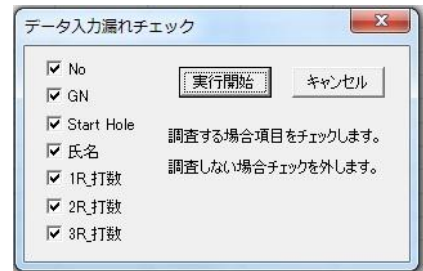 データ入力漏れチェック
No
GN
Start Hole
氏名
1R_打数
2R_打数
3R_打数
実行開始
キャンセル
調査する場合項目をチェックします。
調査しない場合チェックを外します。